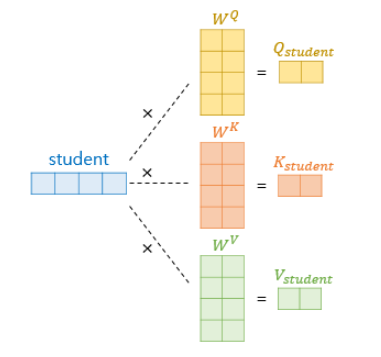 W^Q
Q_student
×
=
student
×
W^K
K_student
=
×
W^V
V_student
=